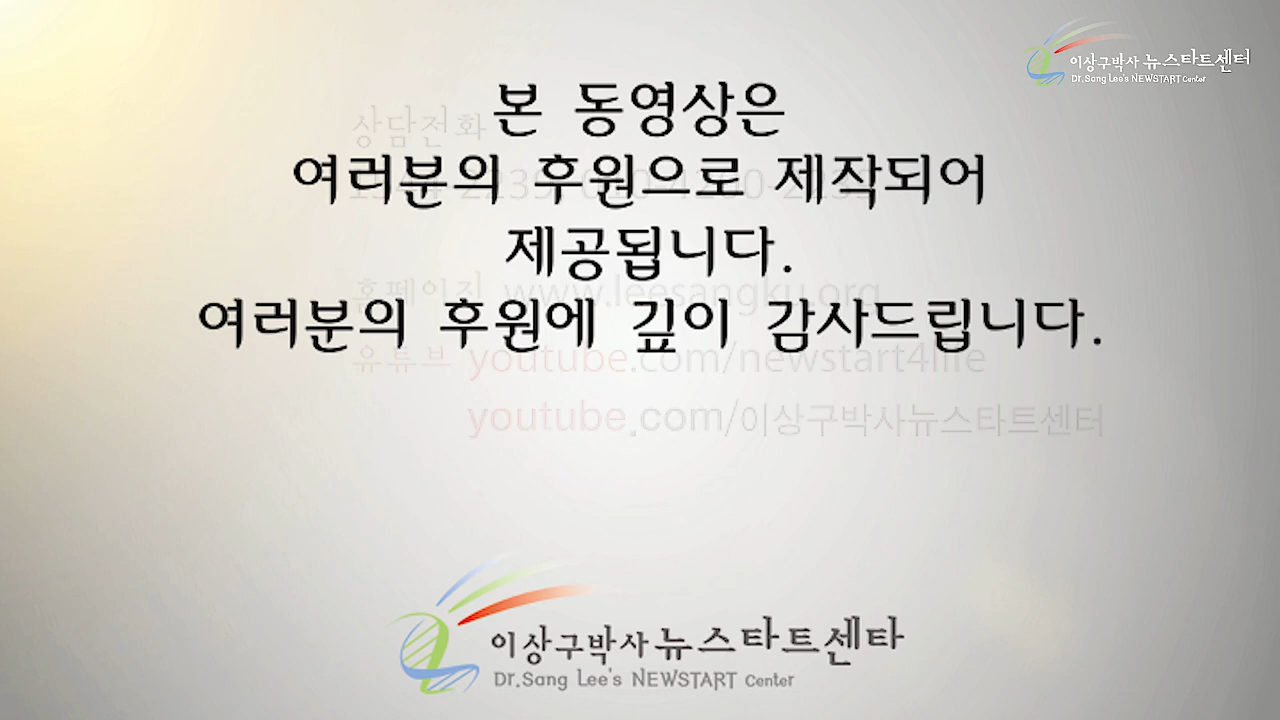 이상구박사 뉴스타트센터
Dr.Sang Lee's NEWSTART Center
본 동영상은
상담전화
여러분의 후원으로 제작되어
제공됩니다.
홈페이지 www.leesangku.org
여러분의 후원에 깊이 감사드립니다.
유튜브 youtube.com/newstart4life
youtube.com/이상구박사뉴스타트센터
이상구박사 뉴스타트센타
Dr.Sang Lee's NEWSTART Center